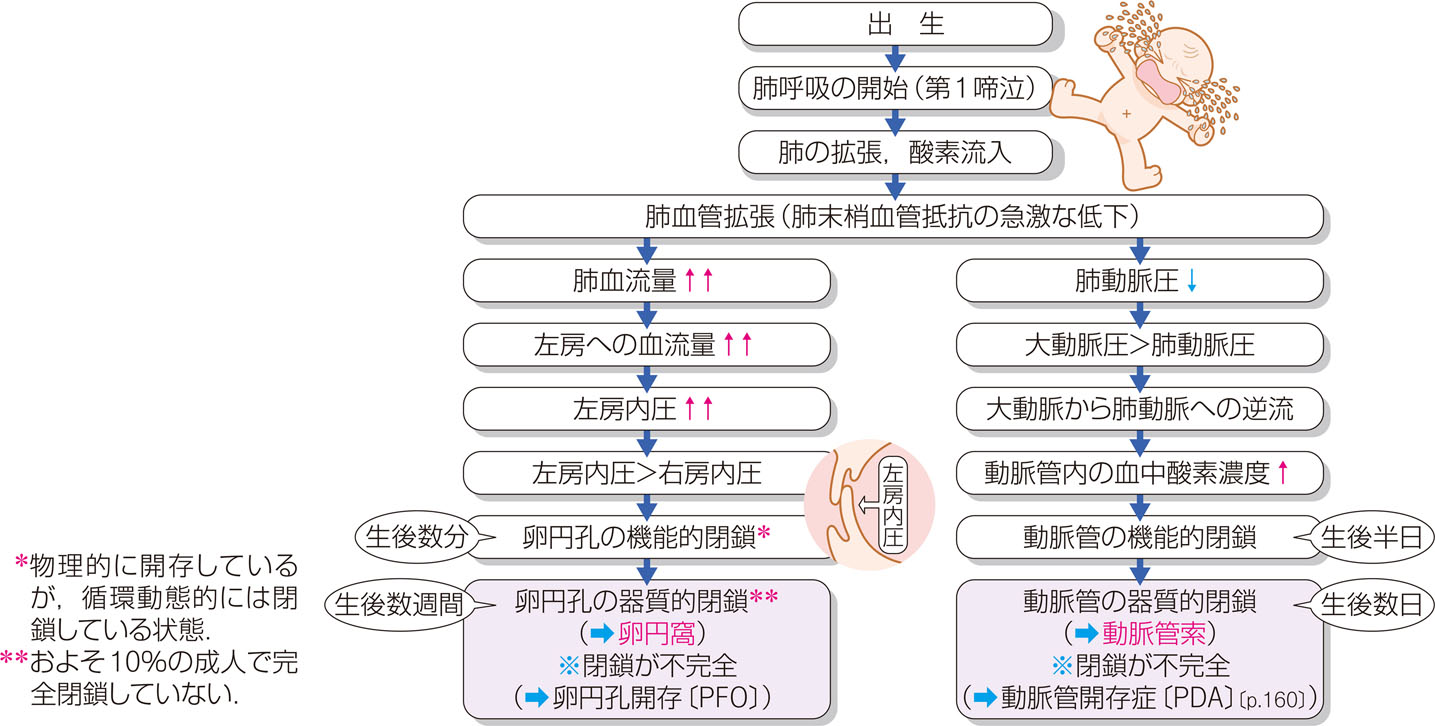 出　生
肺呼吸の開始（第１啼泣）
肺の拡張，酸素流入
肺血管拡張（肺末梢血管抵抗の急激な低下）
肺血流量↑↑
左房への血流量↑↑
左房内圧↑↑
左房内圧>右房内圧
左房内圧
生後数分
卵円孔の機能的閉鎖*
生後数週間
卵円孔の器質的閉鎖**
（➡卵円窩）
※閉鎖が不完全
（➡卵円孔開存〔PFO〕）
肺動脈圧↓
大動脈圧>肺動脈圧
大動脈から肺動脈への逆流
動脈管内の血中酸素濃度↑
動脈管の機能的閉鎖
生後半日
動脈管の器質的閉鎖
生後数日
（➡動脈管索）
※閉鎖が不完全
（➡動脈管開存症〔PDA〕〔p.160〕）
*物理的に開存している
が，循環動態的には閉
鎖している状態．
**およそ10%の成人で完
全閉鎖していない．